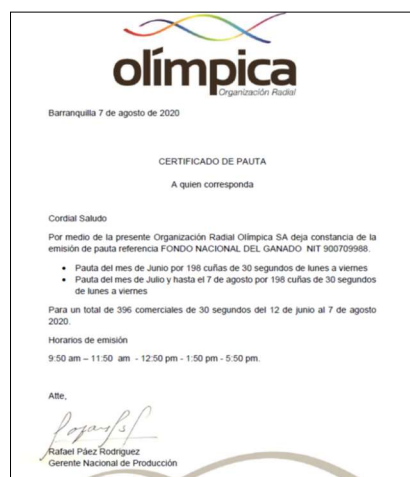 olímpica
Organización Radial
Barranquilla 7 de agosto de 2020
CERTIFICADO DE PAUTA
A quien corresponda
Cordial Saludo
Por medio de la presente Organización Radial Olímpica SA deja constancia de la
emisión de pauta referencia FONDO NACIONAL DEL GANADO NIT 900709988.
• Pauta del mes de Junio por 198 cuñas de 30 segundos de lunes a viernes
• Pauta del mes de Julio y hasta el 7 de agosto por 198 cuñas de 30 segundos
de lunes a viernes
Para un total de 396 comerciales de 30 segundos del 12 de junio al 7 de agosto
2020.
Horarios de emisión
9:50 am – 11:50 am - 12:50 pm - 1:50 pm - 5:50 pm.
Atte,
Rafael Páez Rodriguez
Gerente Nacional de Producción